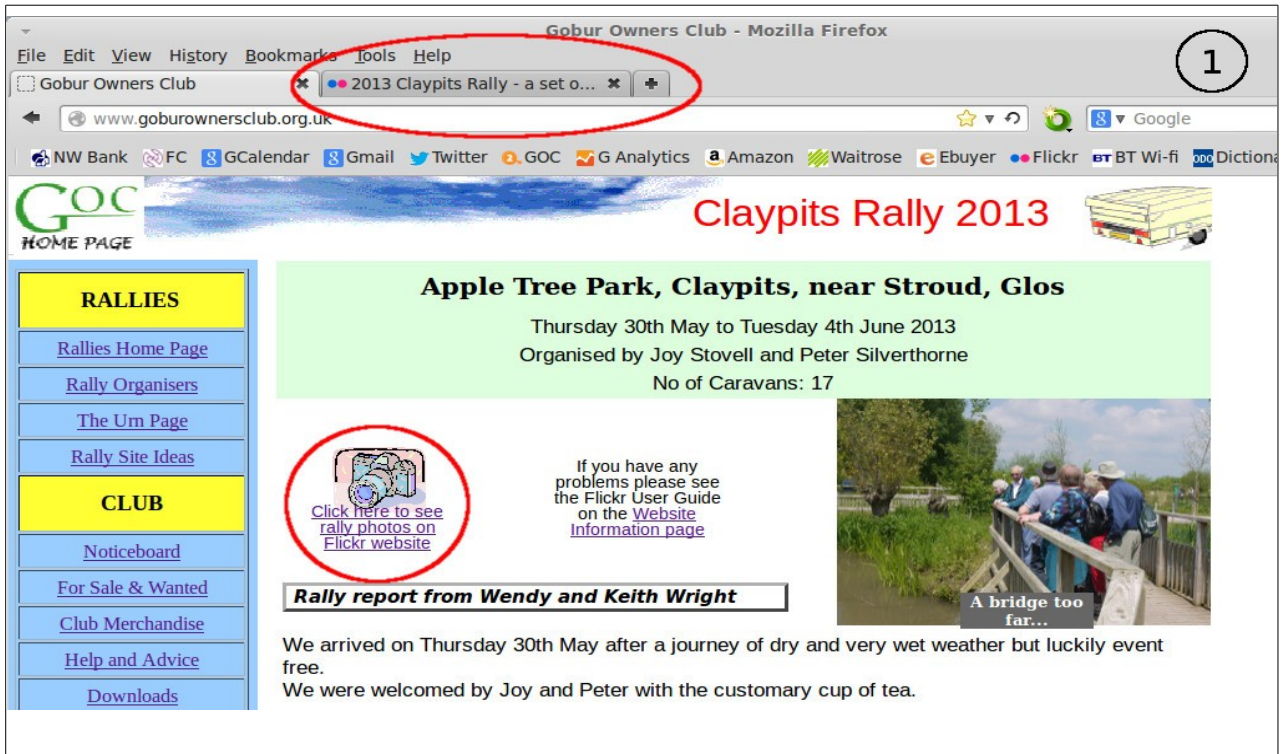 Gobur Owners Club - Mozilla Firefox
File Edit View History Bookmarks Tools Help
1
Gobur Owners Club
2013 Claypits Rally - a set o...
www.goburownersclub.org.uk
Google
NW Bank FC GCalendar Gmail Twitter GOC G Analytics Amazon Waitrose Ebuyer Flickr BT BT Wi-fi ODO Dictiona
GOC
HOME PAGE
Claypits Rally 2013
RALLIES
Rallies Home Page
Rally Organisers
The Urn Page
Rally Site Ideas
CLUB
Noticeboard
For Sale & Wanted
Club Merchandise
Help and Advice
Downloads
Apple Tree Park, Claypits, near Stroud, Glos
Thursday 30th May to Tuesday 4th June 2013
Organised by Joy Stovell and Peter Silverthorne
No of Caravans: 17
Click here to see
rally photos on
Flickr website
If you have any
problems please see
the Flickr User Guide
on the Website
Information page
A bridge too
far...
Rally report from Wendy and Keith Wright
We arrived on Thursday 30th May after a journey of dry and very wet weather but luckily event
free.
We were welcomed by Joy and Peter with the customary cup of tea.